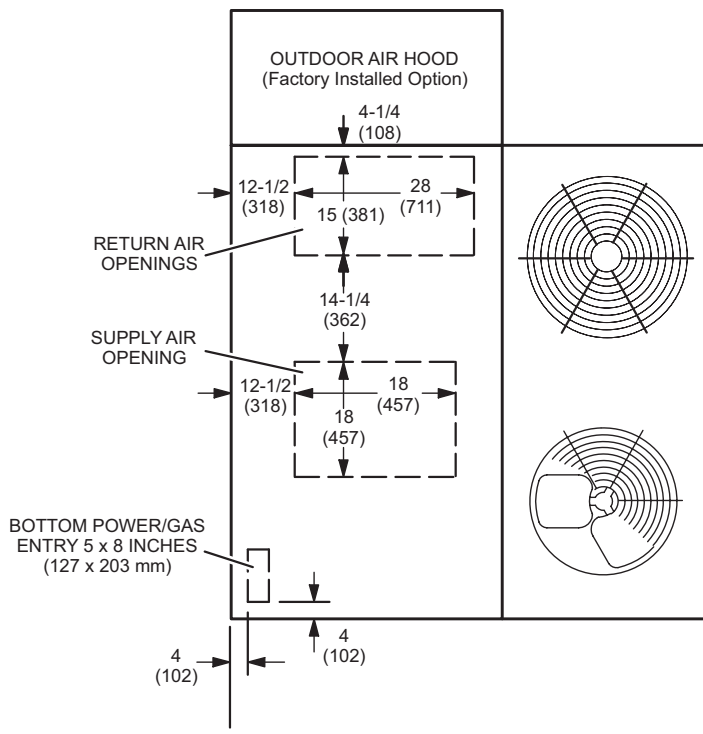 OUTDOOR AIR HOOD
(Factory Installed Option)
4-1/4
(108)
12-1/2
(318)
28
(711)
15 (381)
RETURN AIR
OPENINGS
14-1/4
(362)
SUPPLY AIR
OPENING
12-1/2
(318)
18
(457)
18
(457)
BOTTOM POWER/GAS
ENTRY 5 x 8 INCHES
(127 x 203 mm)
4
(102)
4
(102)